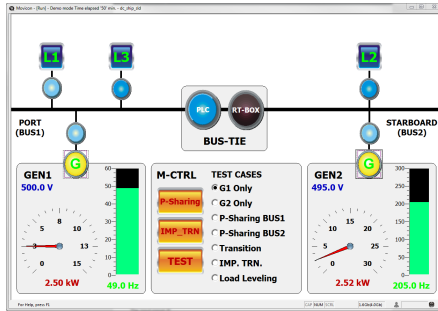 Movicon - [Run] - Demo mode Time elapsed '50' min. - dc_ship_old
L1
L3
L2
PLC
RT-BOX
BUS-TIE
PORT
(BUS1)
STARBOARD
(BUS2)
G
G
GEN1
500.0 V
0
3
5
8
10
13
15
2.50 kW
60
50
40
30
20
10
0
49.0 Hz
M-CTRL
P-Sharing
IMP_TRN
TEST
TEST CASES
G1 Only
G2 Only
P-Sharing BUS1
P-Sharing BUS2
Transition
IMP. TRN.
Load Leveling
GEN2
495.0 V
0
5
10
15
20
25
30
2.52 kW
300
250
200
150
100
50
0
205.0 Hz
For Help, press F1
CAP NUM SCRL